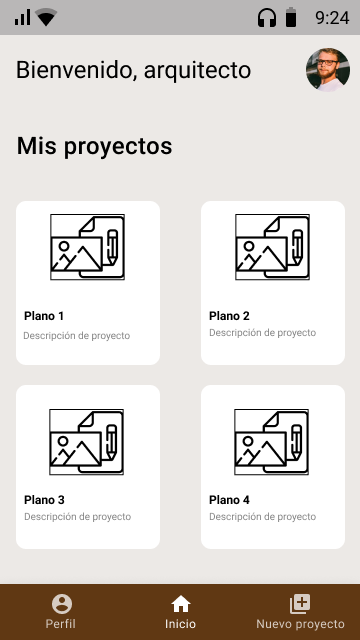 9:24
Bienvenido, arquitecto
Mis proyectos
Plano 1
Descripción de proyecto
Plano 2
Descripción de proyecto
Plano 3
Descripción de proyecto
Plano 4
Descripción de proyecto
Perfil
Inicio
Nuevo proyecto